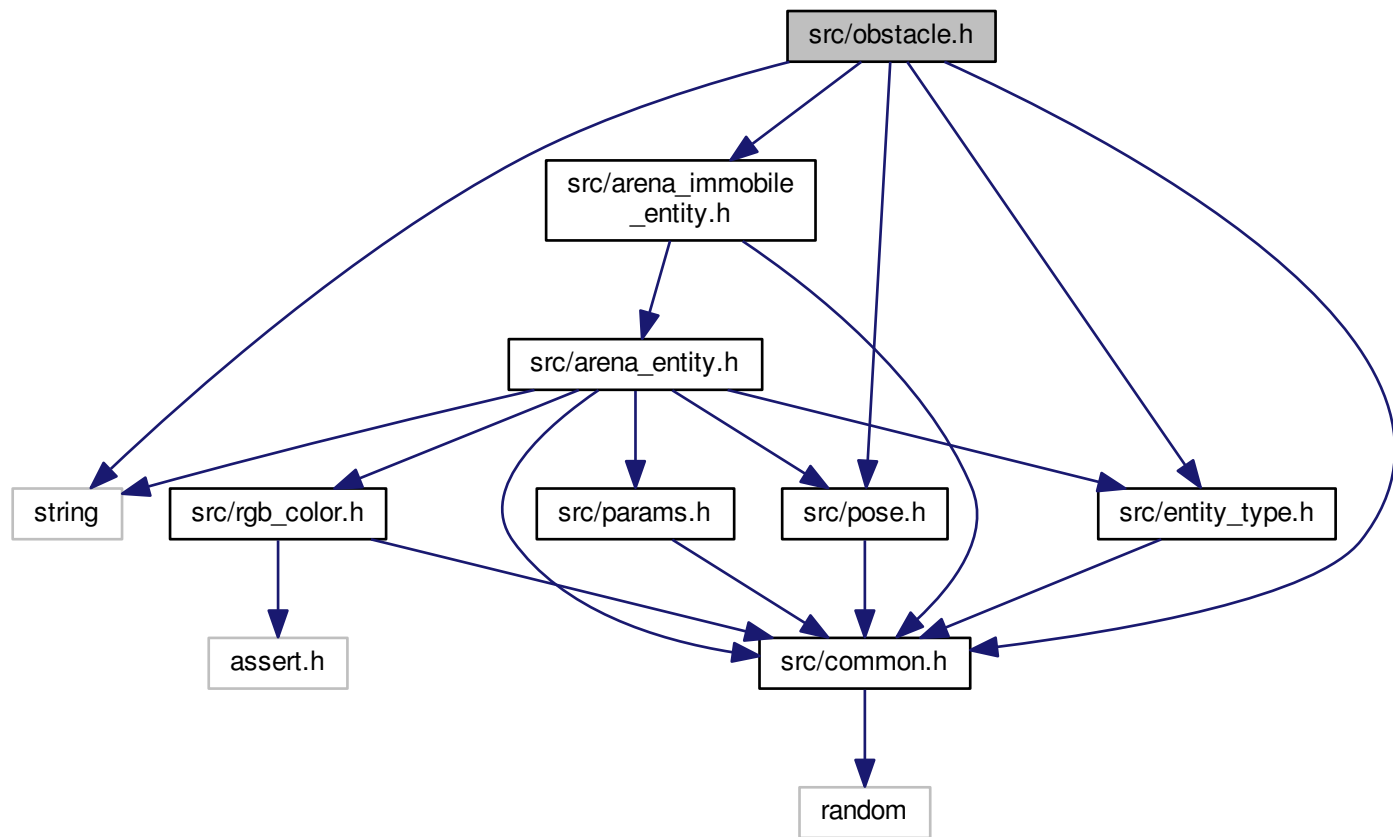 src/obstacle.h
src/arena_immobile
_entity.h
src/arena_entity.h
string
src/rgb_color.h
src/params.h
src/pose.h
src/entity_type.h
assert.h
src/common.h
random